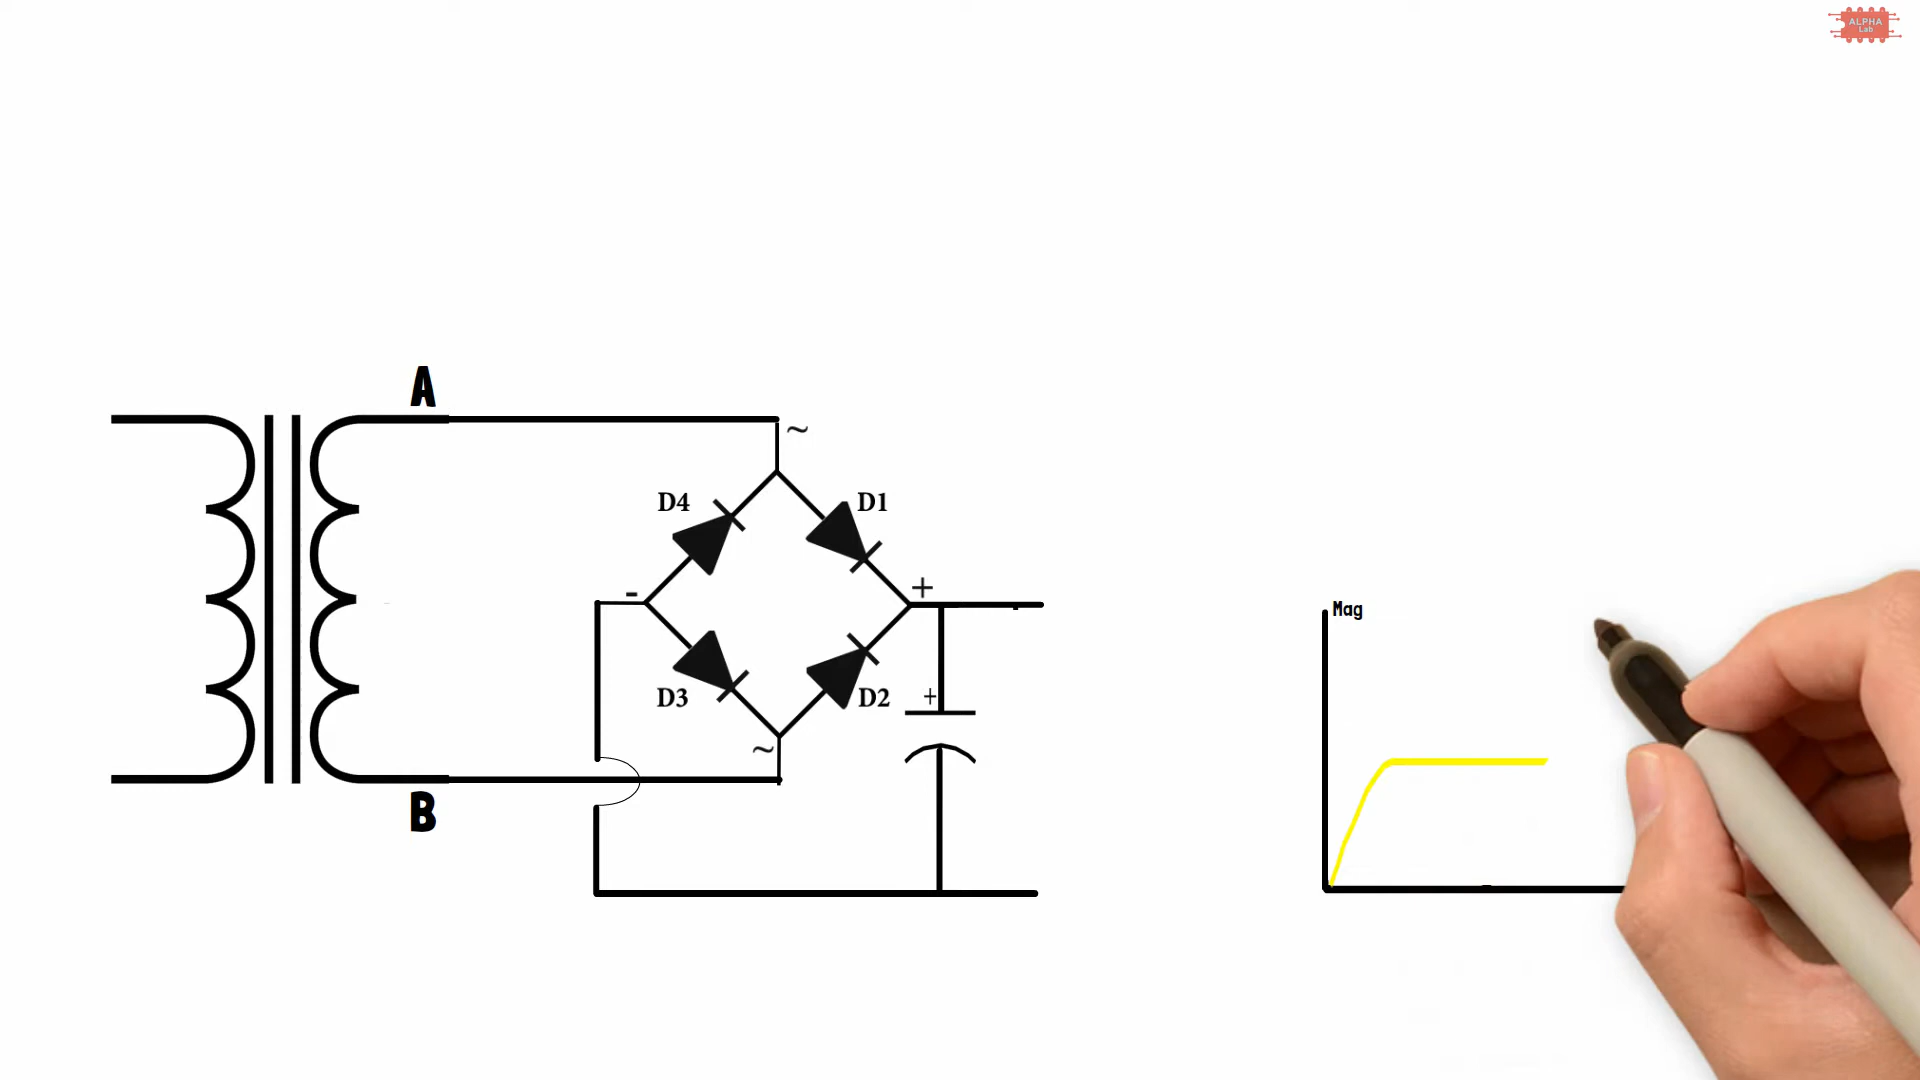 ALPHA
Lab
A
~
D4
D1
-
+
Mag
D3
+
D2
~
B